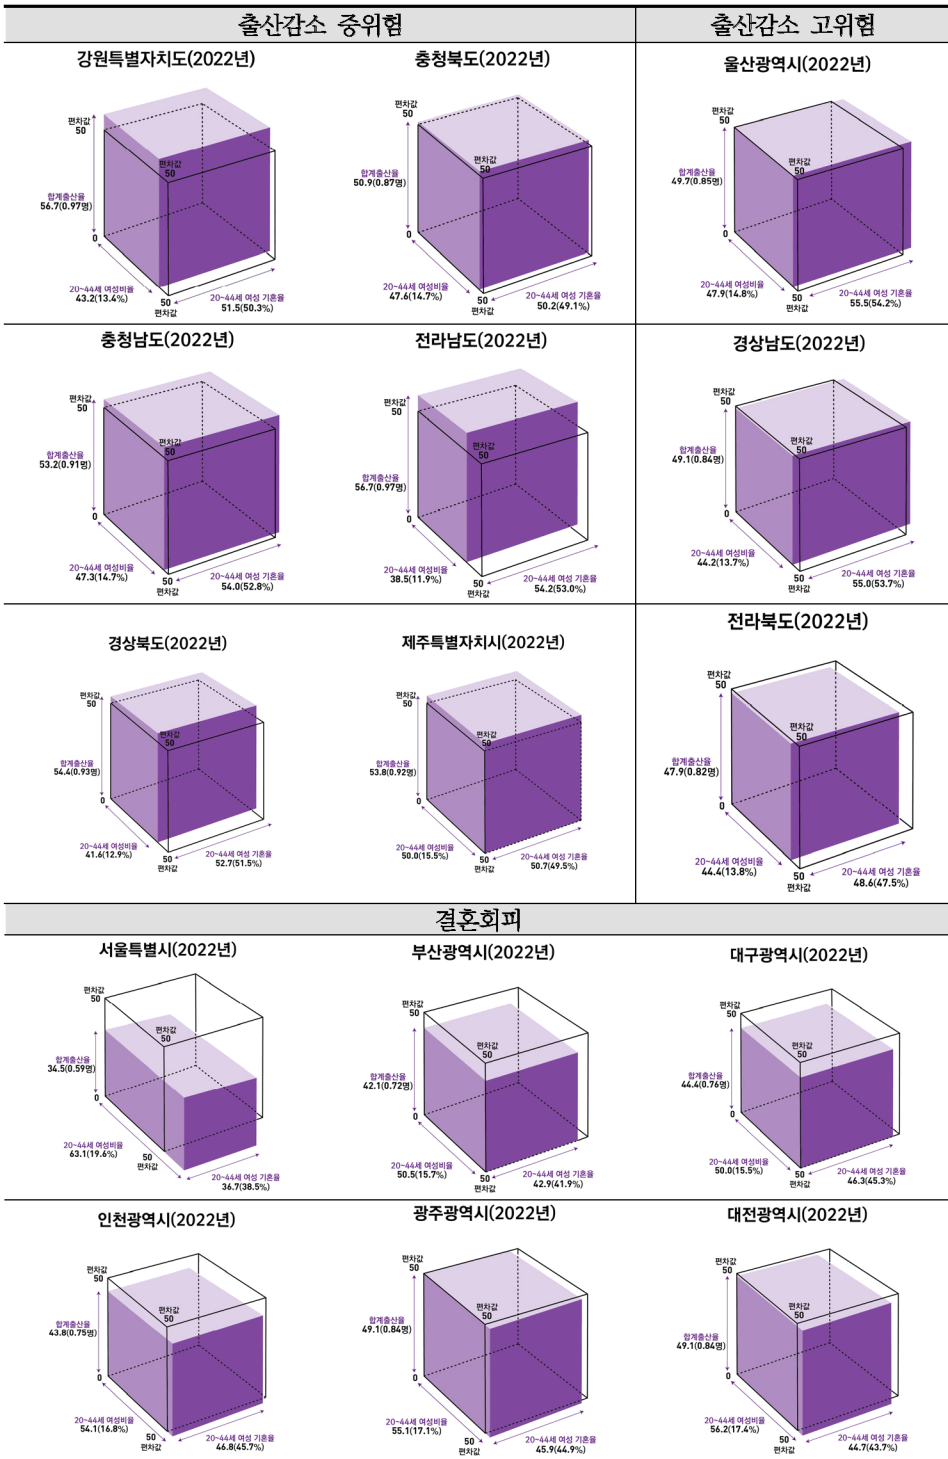 출산감소 중위험
출산감소 고위험
강원특별자치도(2022년)
편차값
50
편차값
50
합계출산율
56.7(0.97명)
0
20~44세 여성비율
43.2(13.4%)
50
편차값
20~44세 여성 기혼율
51.5(50.3%)
충청북도(2022년)
편차값
50
편차값
50
합계출산율
50.9(0.87명)
0
20~44세 여성비율
47.6(14.7%)
50
편차값
20~44세 여성 기혼율
50.2(49.1%)
울산광역시(2022년)
편차값
50
편차값
50
합계출산율
49.7(0.85명)
0
20~44세 여성비율
47.9(14.8%)
50
편차값
20~44세 여성 기혼율
55.5(54.2%)
충청남도(2022년)
편차값
50
편차값
50
합계출산율
53.2(0.91명)
0
20~44세 여성비율
47.3(14.7%)
50
편차값
20~44세 여성 기혼율
54.0(52.8%)
전라남도(2022년)
편차값
50
편차값
50
합계출산율
56.7(0.97명)
0
20~44세 여성비율
38.5(11.9%)
50
편차값
20~44세 여성 기혼율
54.2(53.0%)
경상남도(2022년)
편차값
50
편차값
50
합계출산율
49.1(0.84명)
0
20~44세 여성비율
44.2(13.7%)
50
편차값
20~44세 여성 기혼율
55.0(53.7%)
경상북도(2022년)
편차값
50
편차값
50
합계출산율
54.4(0.93명)
0
20~44세 여성비율
41.6(12.9%)
50
편차값
20~44세 여성 기혼율
52.7(51.5%)
제주특별자치시(2022년)
편차값
50
편차값
50
합계출산율
53.8(0.92명)
0
20~44세 여성비율
50.0(15.5%)
50
편차값
20~44세 여성 기혼율
50.7(49.5%)
전라북도(2022년)
편차값
50
편차값
50
합계출산율
47.9(0.82명)
0
20~44세 여성비율
44.4(13.8%)
50
편차값
20~44세 여성 기혼율
48.6(47.5%)
결혼회피
서울특별시(2022년)
편차값
50
편차값
50
합계출산율
34.5(0.59명)
0
20~44세 여성비율
63.1(19.6%)
50
편차값
20~44세 여성 기혼율
36.7(38.5%)
부산광역시(2022년)
편차값
50
편차값
50
합계출산율
42.1(0.72명)
0
20~44세 여성비율
50.5(15.7%)
50
편차값
20~44세 여성 기혼율
42.9(41.9%)
대구광역시(2022년)
편차값
50
편차값
50
합계출산율
44.4(0.76명)
0
20~44세 여성비율
50.0(15.5%)
50
편차값
20~44세 여성 기혼율
46.3(45.3%)
인천광역시(2022년)
편차값
50
편차값
50
합계출산율
43.8(0.75명)
0
20~44세 여성비율
54.1(16.8%)
50
편차값
20~44세 여성 기혼율
46.8(45.7%)
광주광역시(2022년)
편차값
50
편차값
50
합계출산율
49.1(0.84명)
0
20~44세 여성비율
55.1(17.1%)
50
편차값
20~44세 여성 기혼율
45.9(44.9%)
대전광역시(2022년)
편차값
50
편차값
50
합계출산율
49.1(0.84명)
0
20~44세 여성비율
56.2(17.4%)
50
편차값
20~44세 여성 기혼율
44.7(43.7%)